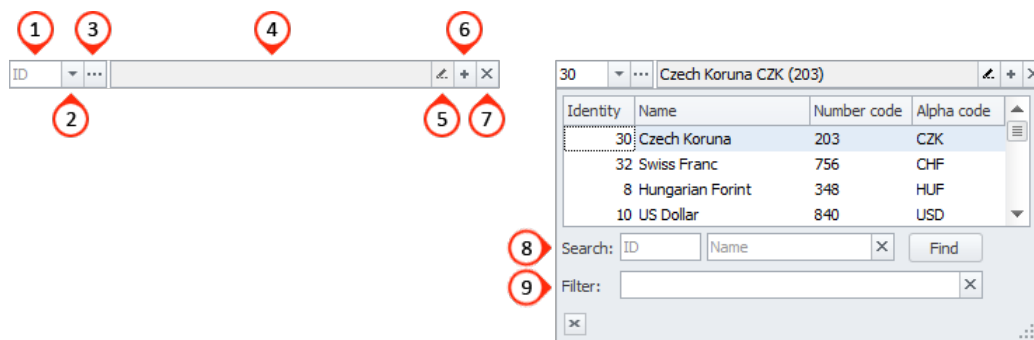 1 3 4 6
ID
2 5 7
30 Czech Koruna CZK (203)
Identity Name Number code Alpha code
30 Czech Koruna 203 CZK
32 Swiss Franc 756 CHF
8 Hungarian Forint 348 HUF
10 US Dollar 840 USD
8 Search: ID Name Find
9 Filter: